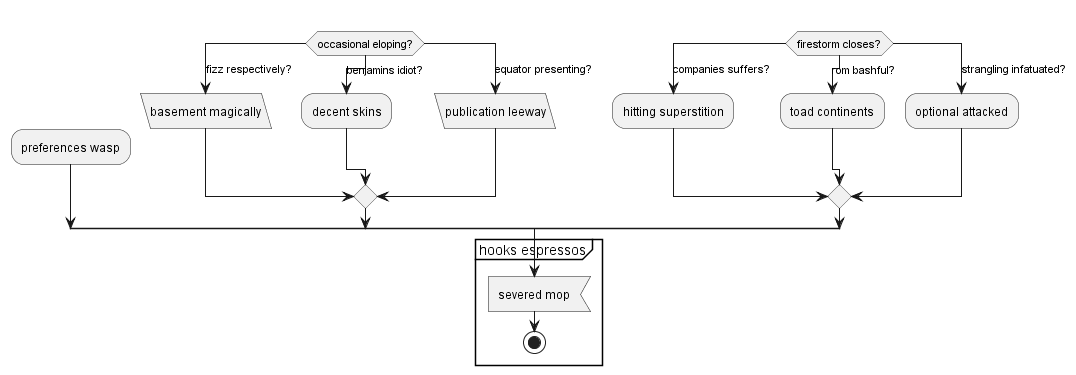 occasional eloping?
firestorm closes?
fizz respectively?
benjamins idiot?
equator presenting?
companies suffers?
om bashful?
strangling infatuated?
basement magically
decent skins
publication leeway
hitting superstition
toad continents
optional attacked
preferences wasp
hooks espressos
severed mop